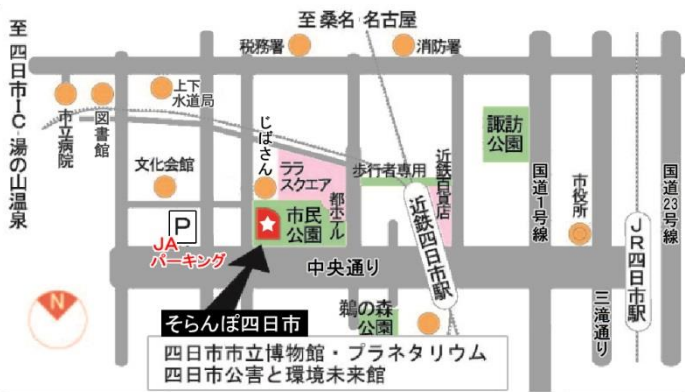 至 桑名・名古屋
税務署
消防署
至 四日市IC・湯の山温泉
上下
水道局
市立病院
図書館
じばさん
諏訪
公園
文化会館
ララ
スクエア
歩行者専用
近鉄百貨店
都ホテル
市民
公園
P
JA
パーキング
近鉄四日市駅
国道1号線
市役所
JR四日市駅
国道23号線
中央通り
三滝通り
N
鵜の森
公園
そらんぽ四日市
四日市市立博物館・プラネタリウム
四日市公害と環境未来館